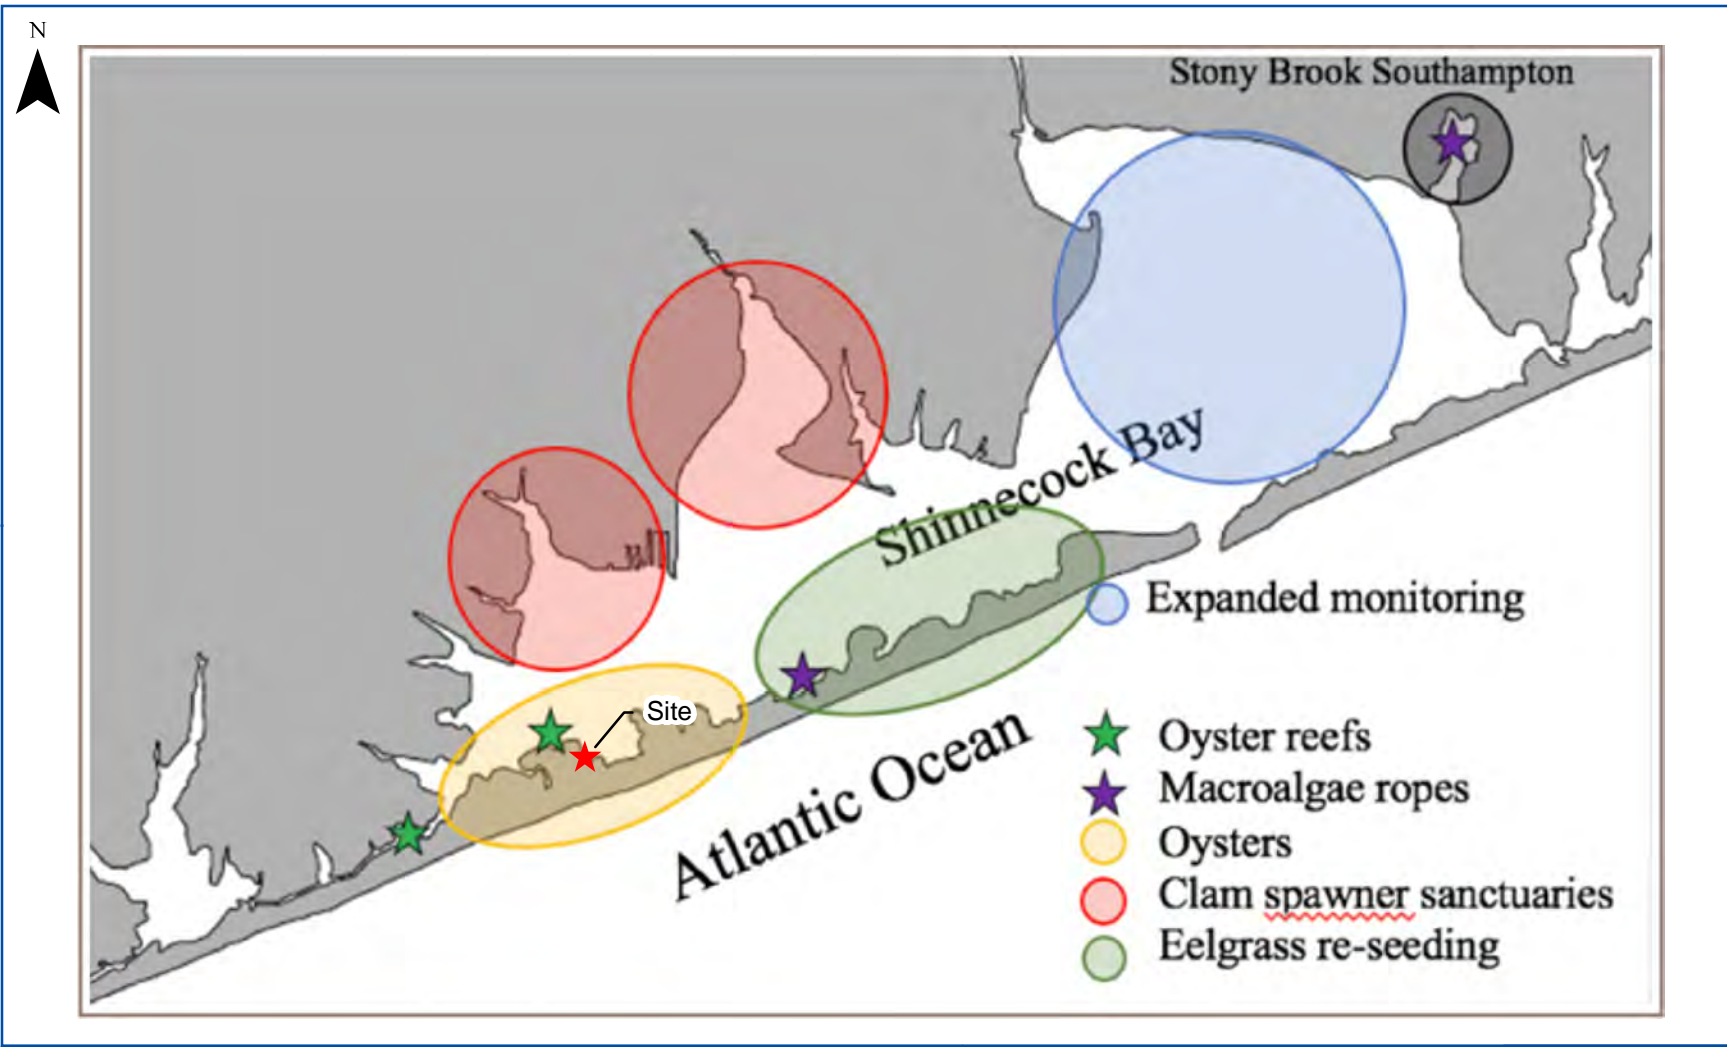 N
Stony Brook Southampton
Shinnecock Bay
Expanded monitoring
Site
Atlantic Ocean
Oyster reefs
Macroalgae ropes
Oysters
Clam spawner sanctuaries
Eelgrass re-seeding